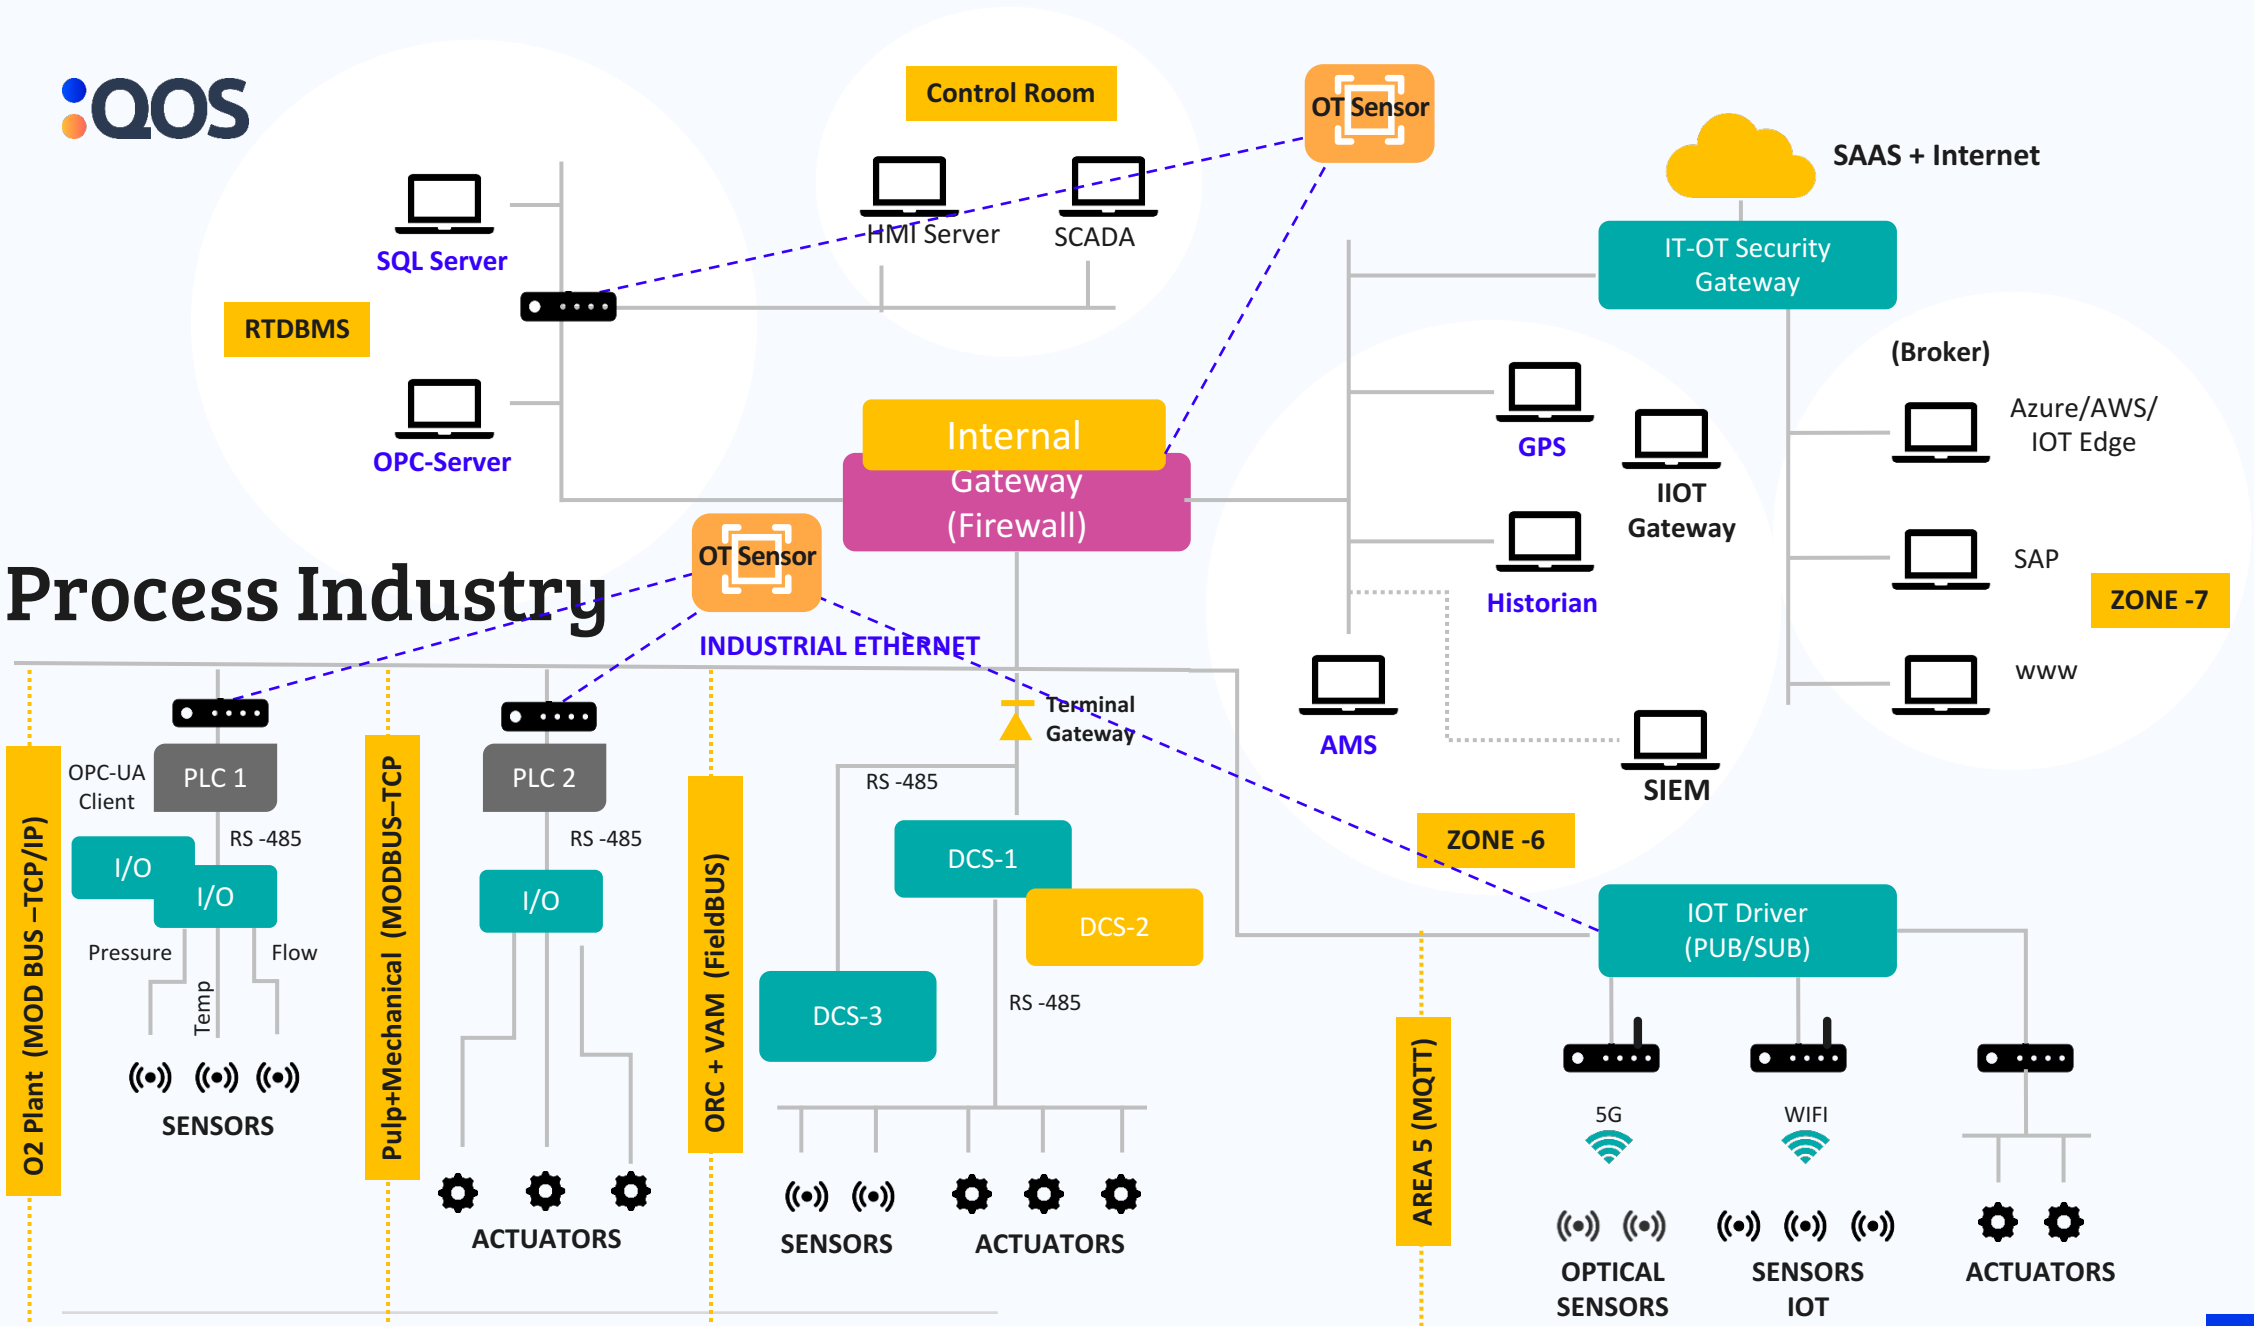 QOS
Control Room
OT Sensor
SAAS + Internet
SQL Server
HMI Server
SCADA
IT-OT Security
Gateway
RTDBMS
(Broker)
OPC-Server
Internal
Gateway
(Firewall)
GPS
IIOT
Gateway
Azure/AWS/
IOT Edge
OT Sensor
Historian
SAP
ZONE -7
Process Industry
INDUSTRIAL ETHERNET
www
AMS
SIEM
Terminal
Gateway
OPC-UA
Client
PLC 1
PLC 2
RS -485
ZONE -6
O2 Plant (MOD BUS –TCP/IP)
I/O
I/O
RS -485
Pulp+Mechanical (MODBUS–TCP
RS -485
I/O
ORC + VAM (FieldBUS)
DCS-1
DCS-2
DCS-3
RS -485
IOT Driver
(PUB/SUB)
Pressure
Temp
Flow
SENSORS
ACTUATORS
SENSORS
ACTUATORS
AREA 5 (MQTT)
5G
WIFI
OPTICAL
SENSORS
SENSORS
IOT
ACTUATORS